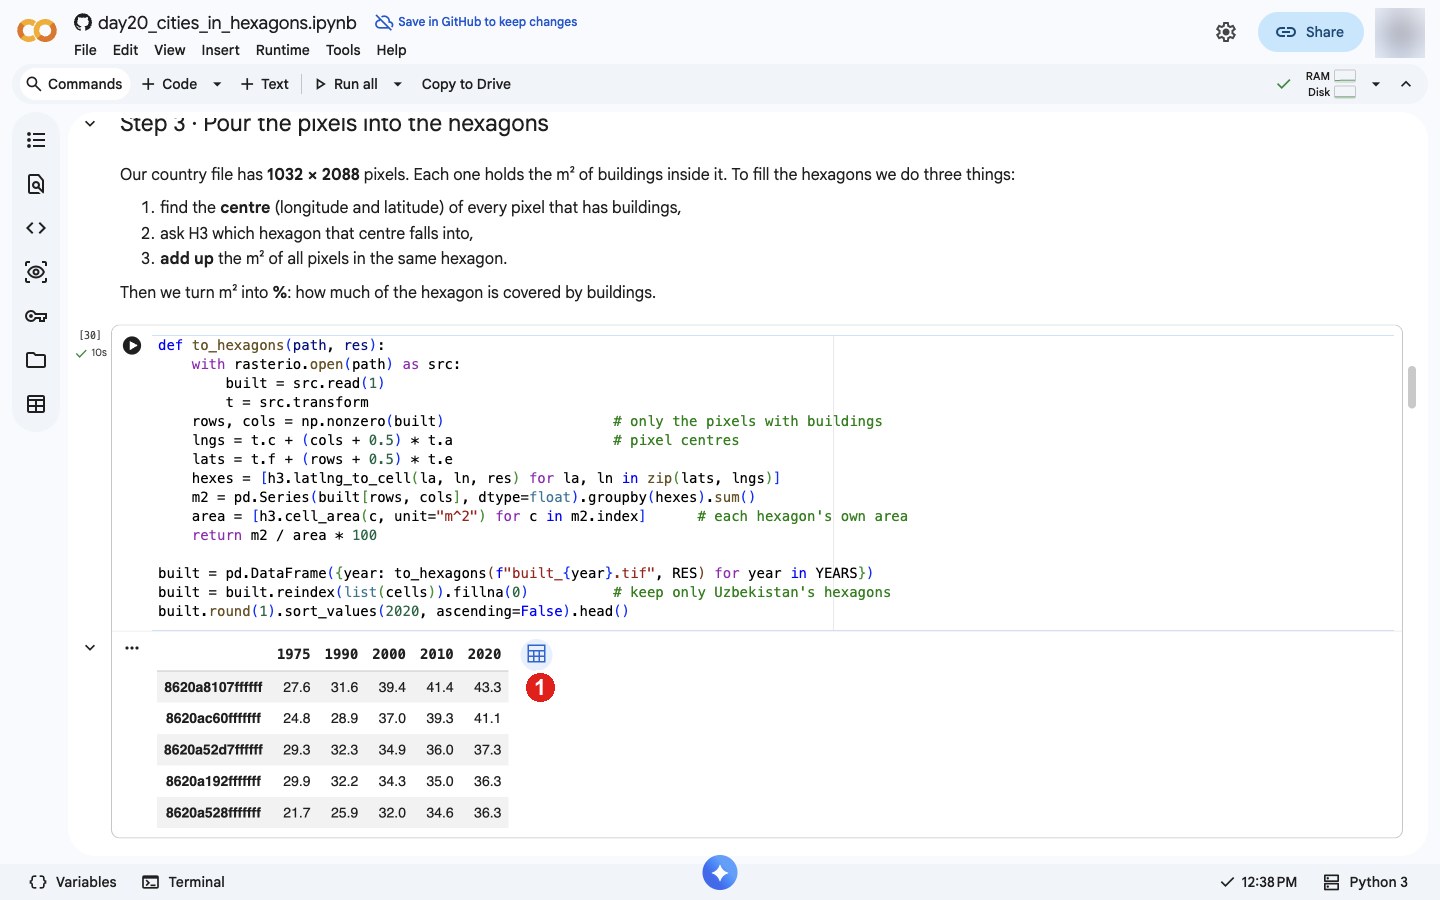 day20_cities_in_hexagons.ipynb
Save in GitHub to keep changes
File Edit View Insert Runtime Tools Help
Share
Commands + Code + Text Run all Copy to Drive
RAM
Disk
Step 3 · Pour the pixels into the hexagons
Our country file has 1032 × 2088 pixels. Each one holds the m² of buildings inside it. To fill the hexagons we do three things:
1. find the centre (longitude and latitude) of every pixel that has buildings,
2. ask H3 which hexagon that centre falls into,
3. add up the m² of all pixels in the same hexagon.
Then we turn m² into %: how much of the hexagon is covered by buildings.
[30]
10s
def to_hexagons(path, res):
    with rasterio.open(path) as src:
        built = src.read(1)
        t = src.transform
    rows, cols = np.nonzero(built)                    # only the pixels with buildings
    lngs = t.c + (cols + 0.5) * t.a                   # pixel centres
    lats = t.f + (rows + 0.5) * t.e
    hexes = [h3.latlng_to_cell(la, ln, res) for la, ln in zip(lats, lngs)]
    m2 = pd.Series(built[rows, cols], dtype=float).groupby(hexes).sum()
    area = [h3.cell_area(c, unit="m^2") for c in m2.index]      # each hexagon's own area
    return m2 / area * 100
built = pd.DataFrame({year: to_hexagons(f"built_{year}.tif", RES) for year in YEARS})
built = built.reindex(list(cells)).fillna(0)          # keep only Uzbekistan's hexagons
built.round(1).sort_values(2020, ascending=False).head()
1975 1990 2000 2010 2020
8620a8107ffffff 27.6 31.6 39.4 41.4 43.3
1
8620ac60fffffff 24.8 28.9 37.0 39.3 41.1
8620a52d7ffffff 29.3 32.3 34.9 36.0 37.3
8620a192fffffff 29.9 32.2 34.3 35.0 36.3
8620a528fffffff 21.7 25.9 32.0 34.6 36.3
Variables Terminal
12:38 PM Python 3